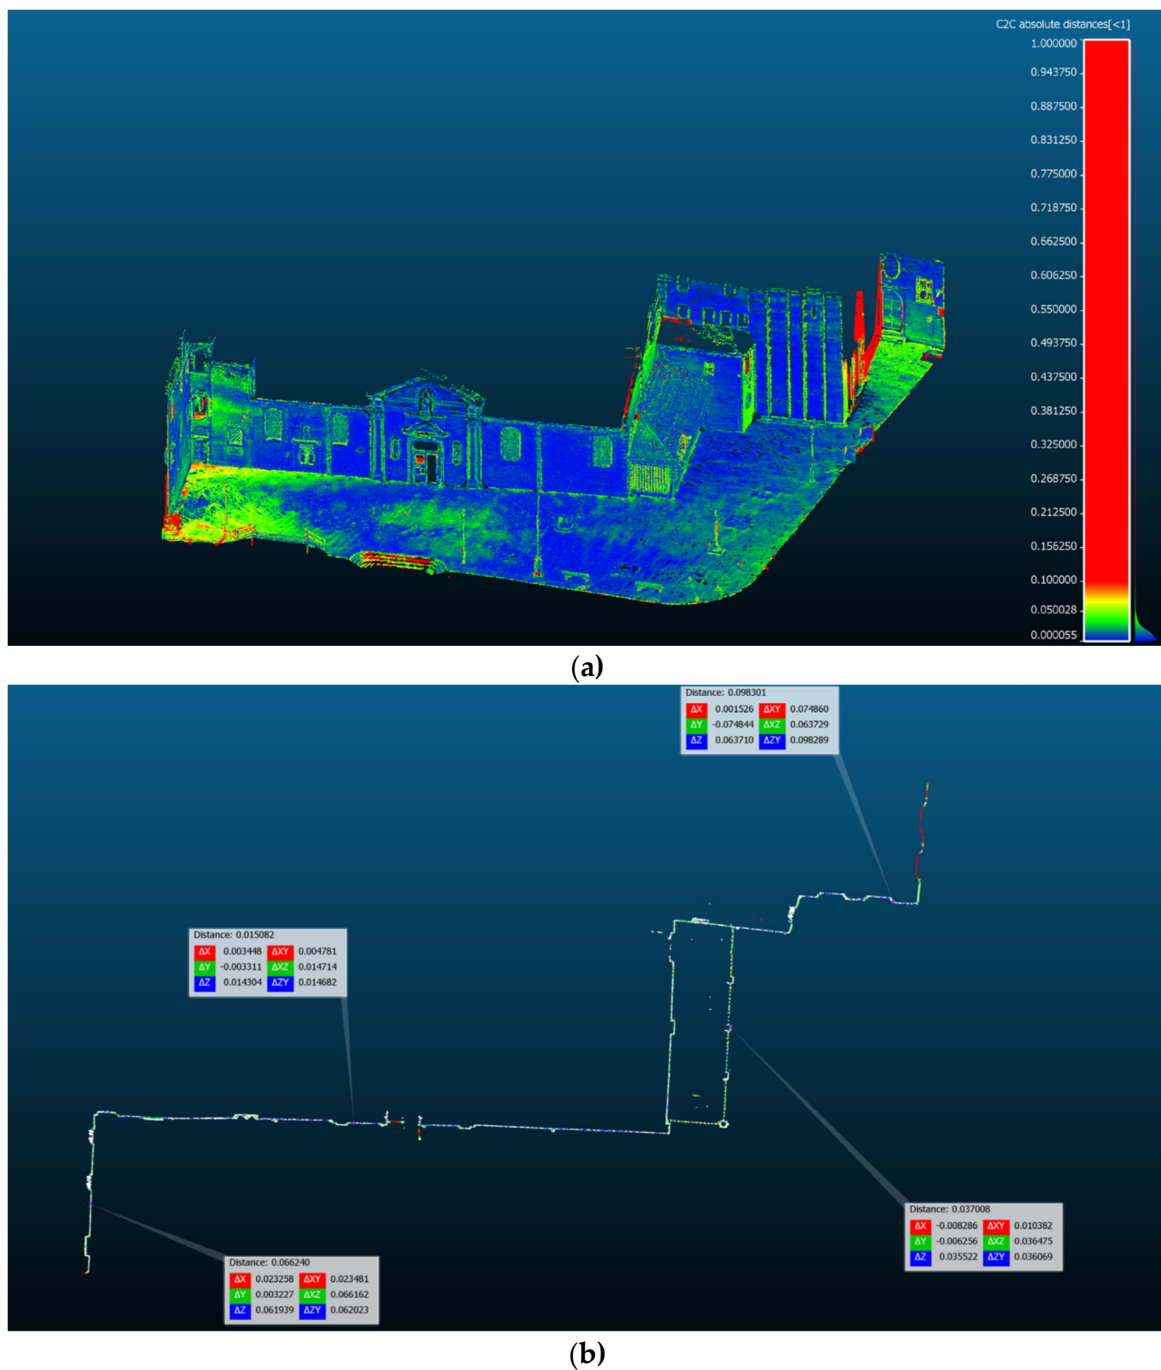 C2C absolute distances[<1]
1.000000
0.943750
0.887500
0.831250
0.775000
0.718750
0.662500
0.606250
0.550000
0.493750
0.437500
0.381250
0.325000
0.268750
0.212500
0.156250
0.100000
0.050028
0.000055
(a)
Distance: 0.098301
ΔX 0.001526 ΔXY 0.074860
ΔY -0.074844 ΔXZ 0.063729
ΔZ 0.063710 ΔZY 0.098289
Distance: 0.015082
ΔX 0.003448 ΔXY 0.004781
ΔY -0.003311 ΔXZ 0.014714
ΔZ 0.014304 ΔZY 0.014682
Distance: 0.037008
ΔX -0.008286 ΔXY 0.010382
ΔY -0.006256 ΔXZ 0.036475
ΔZ 0.035522 ΔZY 0.036069
Distance: 0.066240
ΔX 0.023258 ΔXY 0.023481
ΔY 0.003227 ΔXZ 0.066162
ΔZ 0.061939 ΔZY 0.062023
(b)